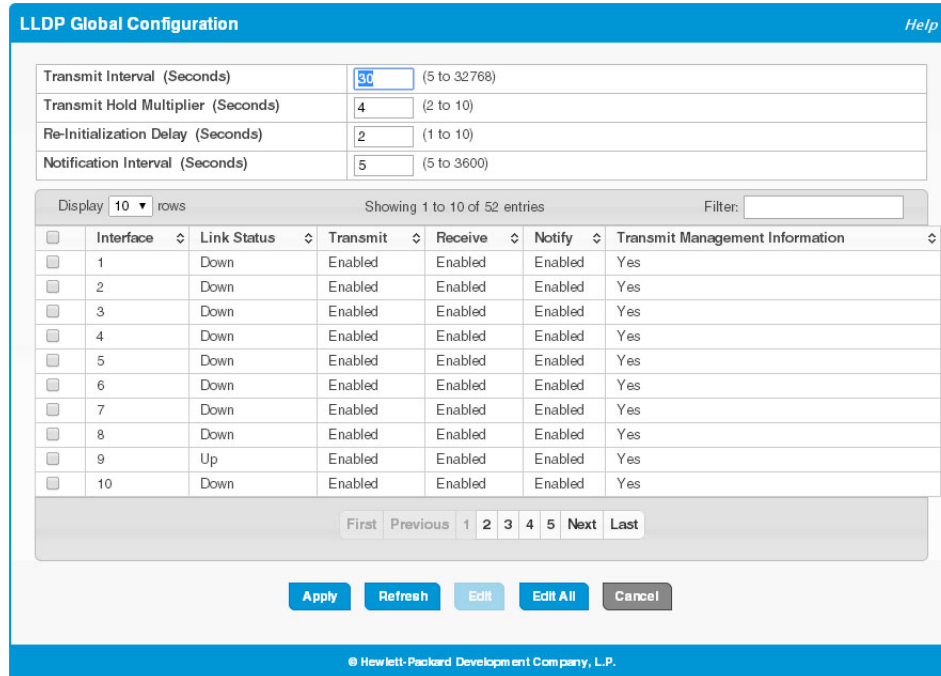 LLDP Global Configuration Help
Transmit Interval (Seconds) 30 (5 to 32768)
Transmit Hold Multiplier (Seconds) 4 (2 to 10)
Re-Initialization Delay (Seconds) 2 (1 to 10)
Notification Interval (Seconds) 5 (5 to 3600)
Display 10 rows Showing 1 to 10 of 52 entries Filter:
Interface Link Status Transmit Receive Notify Transmit Management Information
1 Down Enabled Enabled Enabled Yes
2 Down Enabled Enabled Enabled Yes
3 Down Enabled Enabled Enabled Yes
4 Down Enabled Enabled Enabled Yes
5 Down Enabled Enabled Enabled Yes
6 Down Enabled Enabled Enabled Yes
7 Down Enabled Enabled Enabled Yes
8 Down Enabled Enabled Enabled Yes
9 Up Enabled Enabled Enabled Yes
10 Down Enabled Enabled Enabled Yes
First Previous 1 2 3 4 5 Next Last
Apply Refresh Edit Edit All Cancel
© Hewlett-Packard Development Company, L.P.